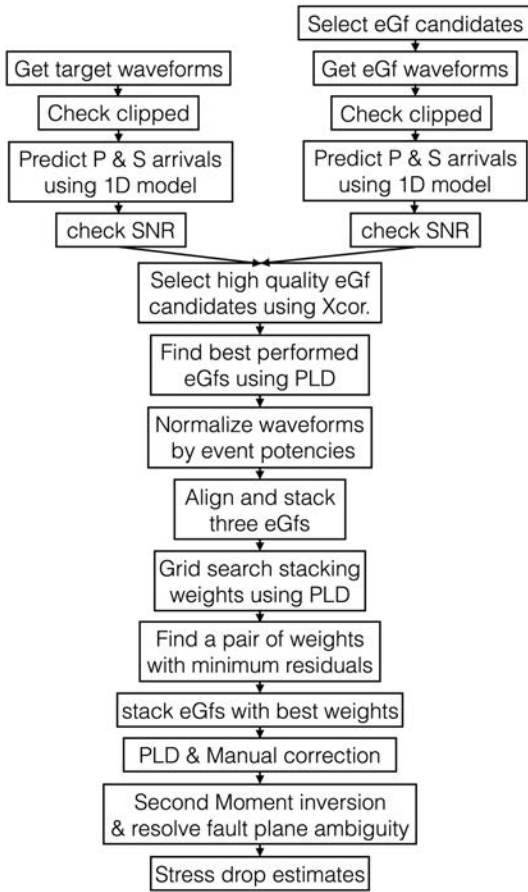 Select eGf candidates
Get target waveforms
Get eGf waveforms
Check clipped
Check clipped
Predict P & S arrivals
using 1D model
Predict P & S arrivals
using 1D model
check SNR
check SNR
Select high quality eGf
candidates using Xcor.
Find best performed
eGfs using PLD
Normalize waveforms
by event potencies
Align and stack
three eGfs
Grid search stacking
weights using PLD
Find a pair of weights
with minimum residuals
stack eGfs with best weights
PLD & Manual correction
Second Moment inversion
& resolve fault plane ambiguity
Stress drop estimates